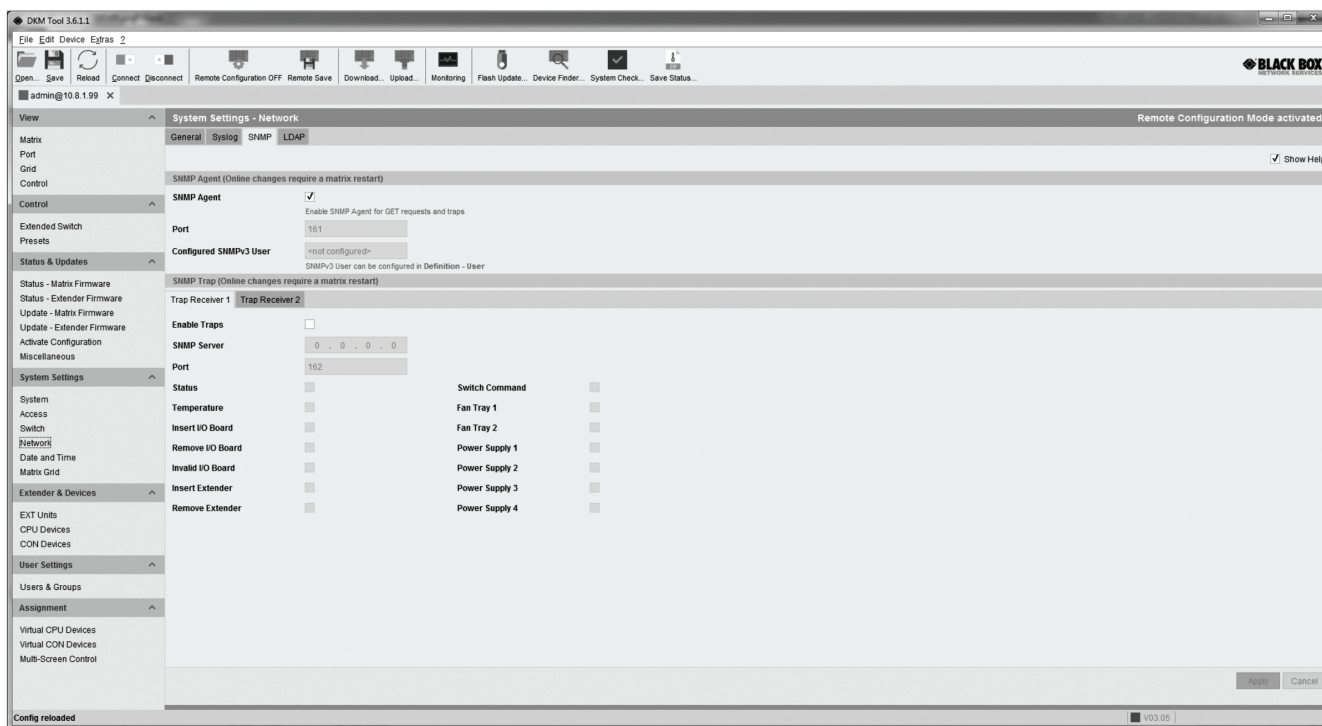 DKM Tool 3.6.1.1
File Edit Device Extras ?
Open... Save Reload Connect Disconnect Remote Configuration OFF Remote Save Download... Upload... Monitoring Flash Update... Device Finder... System Check... Save Status...
BLACK BOX
NETWORK SERVICES
admin@10.8.1.99
View
Matrix
Port
Grid
Control
Control
Extended Switch
Presets
Status & Updates
Status - Matrix Firmware
Status - Extender Firmware
Update - Matrix Firmware
Update - Extender Firmware
Activate Configuration
Miscellaneous
System Settings
System
Access
Switch
Network
Date and Time
Matrix Grid
Extender & Devices
EXT Units
CPU Devices
CON Devices
User Settings
Users & Groups
Assignment
Virtual CPU Devices
Virtual CON Devices
Multi-Screen Control
System Settings - Network Remote Configuration Mode activated
General Syslog SNMP LDAP
Show Help
SNMP Agent (Online changes require a matrix restart)
SNMP Agent
Enable SNMP Agent for GET requests and traps
Port 161
Configured SNMPv3 User <not configured>
SNMPv3 User can be configured in Definition - User
SNMP Trap (Online changes require a matrix restart)
Trap Receiver 1 Trap Receiver 2
Enable Traps
SNMP Server 0 . 0 . 0 . 0
Port 162
Status Switch Command
Temperature Fan Tray 1
Insert I/O Board Fan Tray 2
Remove I/O Board Power Supply 1
Invalid I/O Board Power Supply 2
Insert Extender Power Supply 3
Remove Extender Power Supply 4
Apply Cancel
Config reloaded V03.05